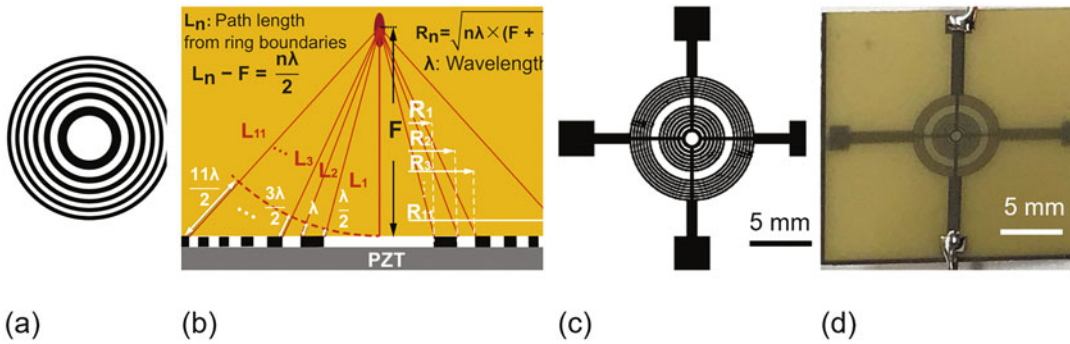 Lₙ: Path length
from ring boundaries
Lₙ − F = nλ/2
Rₙ=√nλ×(F +
λ: Wavelength
L₁₁
...
L₃
L₂
L₁
F
R₁
R₂
R₃
R₁
11λ/2
...
3λ/2
λ
λ/2
PZT
5 mm
5 mm
(a)
(b)
(c)
(d)